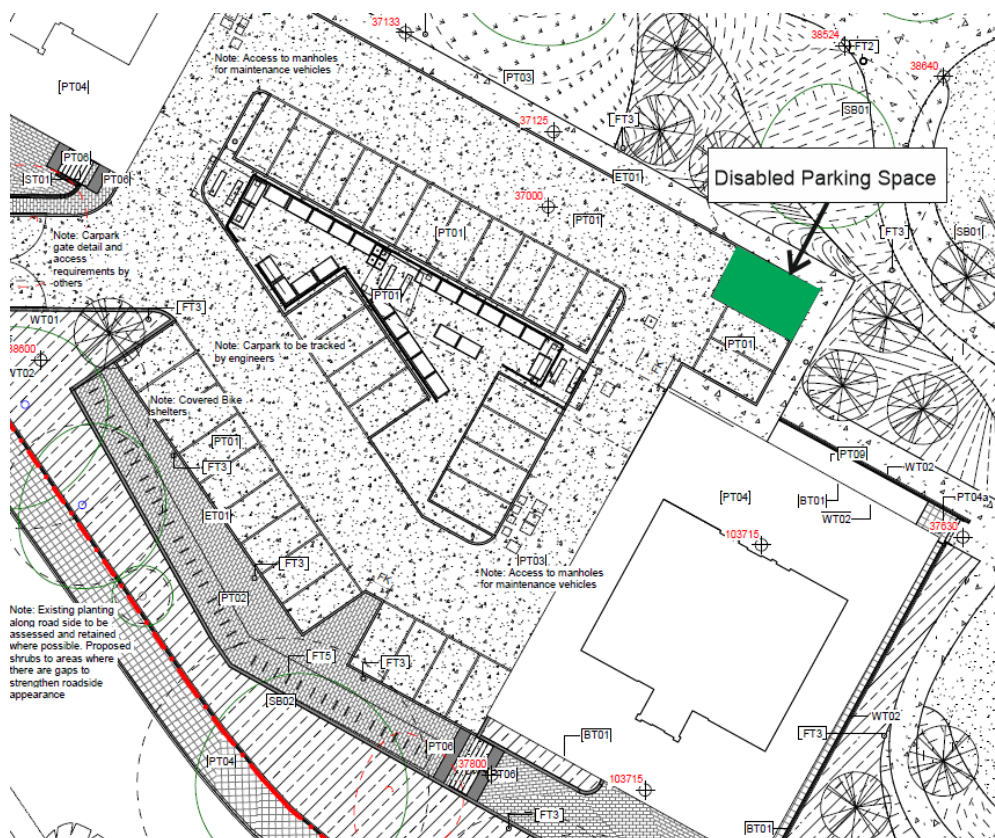 37133
38524
FT2
38640
Note: Access to manholes
for maintenance vehicles
PT03
PT04
SB01
37125
FT3
PT06
ET01
Disabled Parking Space
ST01
PT06
37000
PT01
PT01
FT3
SB01
Note: Carpark
gate detail and
access
requirements by
others
PT01
FT3
WT01
Note: Carpark to be tracked
by engineers
PT01
38600
WT02
FK
Note: Covered Bike
shelters
PT01
FT3
PT09
WT02
PT04
BT01
PT04a
WT02
ET01
37630
103715
FT3
PT03
FK
Note: Access to manholes
for maintenance vehicles
PT02
Note: Existing planting
along road side to be
assessed and retained
where possible. Proposed
shrubs to areas where
there are gaps to
strengthen roadside
appearance
FT5
FT3
SB02
WT02
BT01
FT3
PT06
PT04
37800
PT06
103715
FT3
BT01